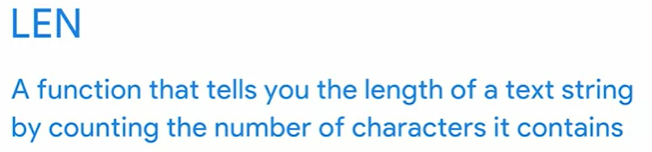 LEN
A function that tells you the length of a text string
by counting the number of characters it contains